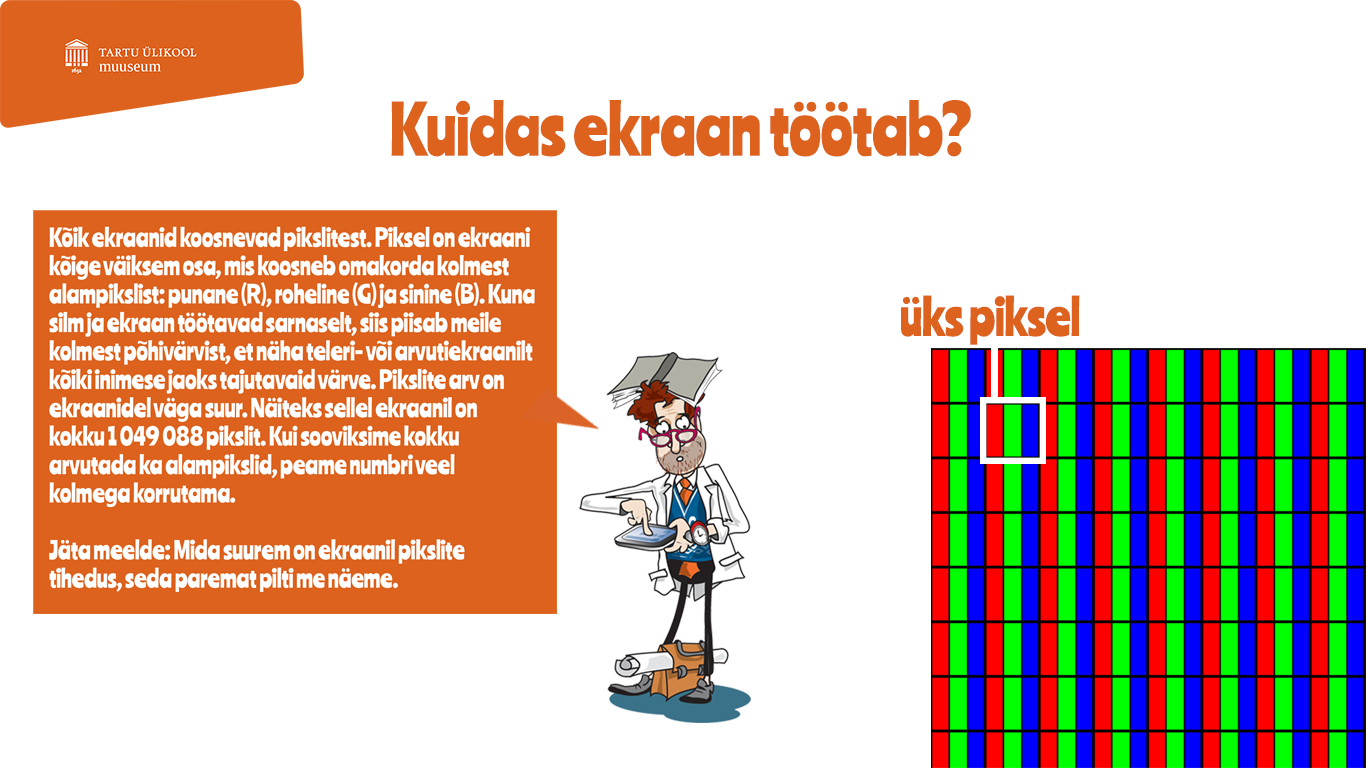 TARTU ÜLIKOOL
muuseum
1632
Kuidas ekraan töötab?
Kõik ekraanid koosnevad pikslitest. Piksel on ekraani
kõige väiksem osa, mis koosneb omakorda kolmest
alampikslist: punane (R), roheline (G) ja sinine (B). Kuna
silm ja ekraan töötavad sarnaselt, siis piisab meile
kolmest põhivärvist, et näha teleri- või arvutiekraanilt
kõiki inimese jaoks tajutavaid värve. Pikslite arv on
ekraanidel väga suur. Näiteks sellel ekraanil on
kokku 1 049 088 pikslit. Kui sooviksime kokku
arvutada ka alampikslid, peame numbri veel
kolmega korrutama.
Jäta meelde: Mida suurem on ekraanil pikslite
tihedus, seda paremat pilti me näeme.
üks piksel